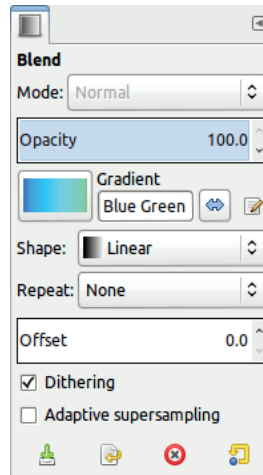 Blend
Mode: Normal
Opacity 100.0
Gradient
Blue Green
Shape: Linear
Repeat: None
Offset 0.0
Dithering
Adaptive supersampling